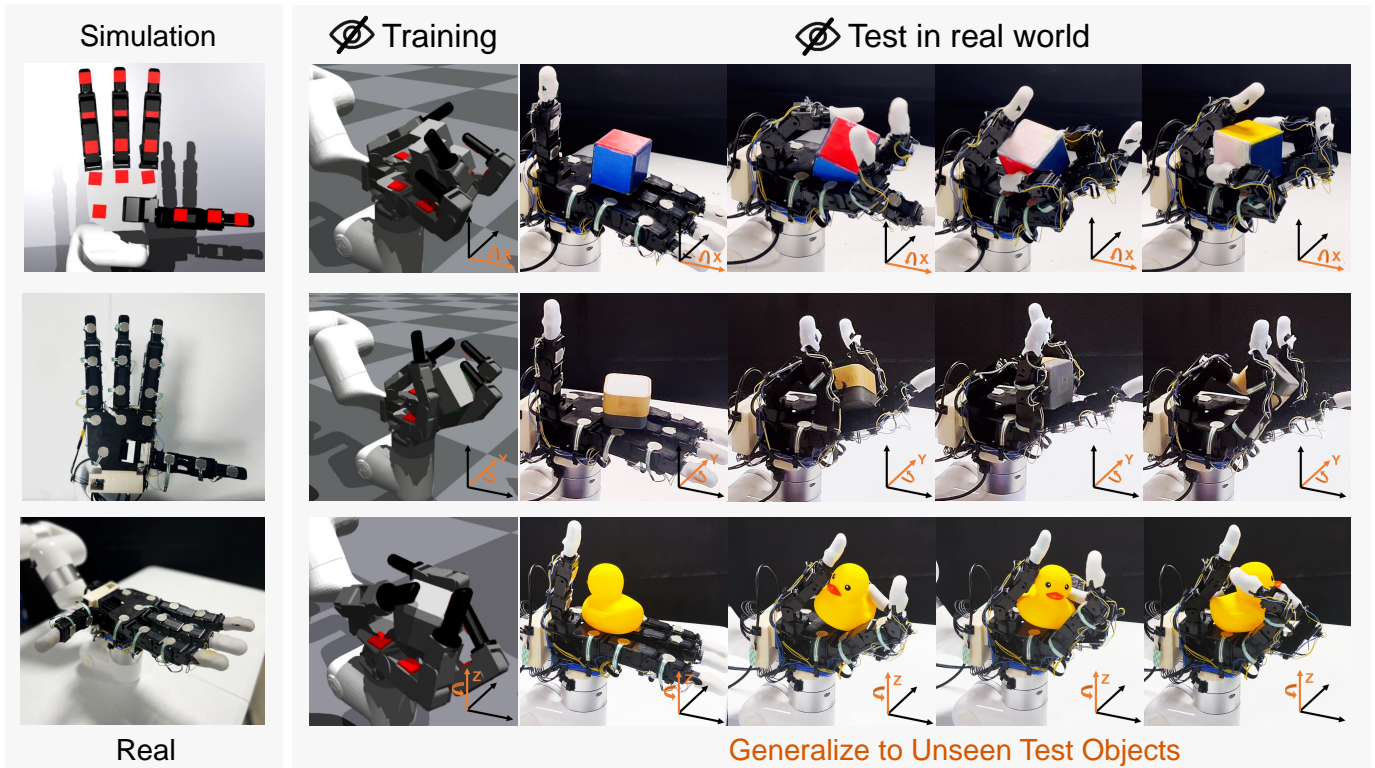 Simulation
Training
Test in real world
X
X
X
X
X
Y
Y
Y
Y
Y
Z
Z
Z
Z
Z
Real
Generalize to Unseen Test Objects